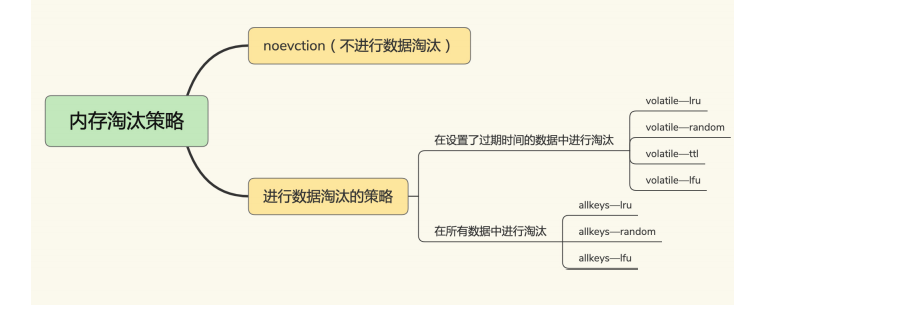 noevction（不进行数据淘汰）
内存淘汰策略
进行数据淘汰的策略
在设置了过期时间的数据中进行淘汰
volatile—lru
volatile—random
volatile—ttl
volatile—lfu
在所有数据中进行淘汰
allkeys—lru
allkeys—random
allkeys—lfu